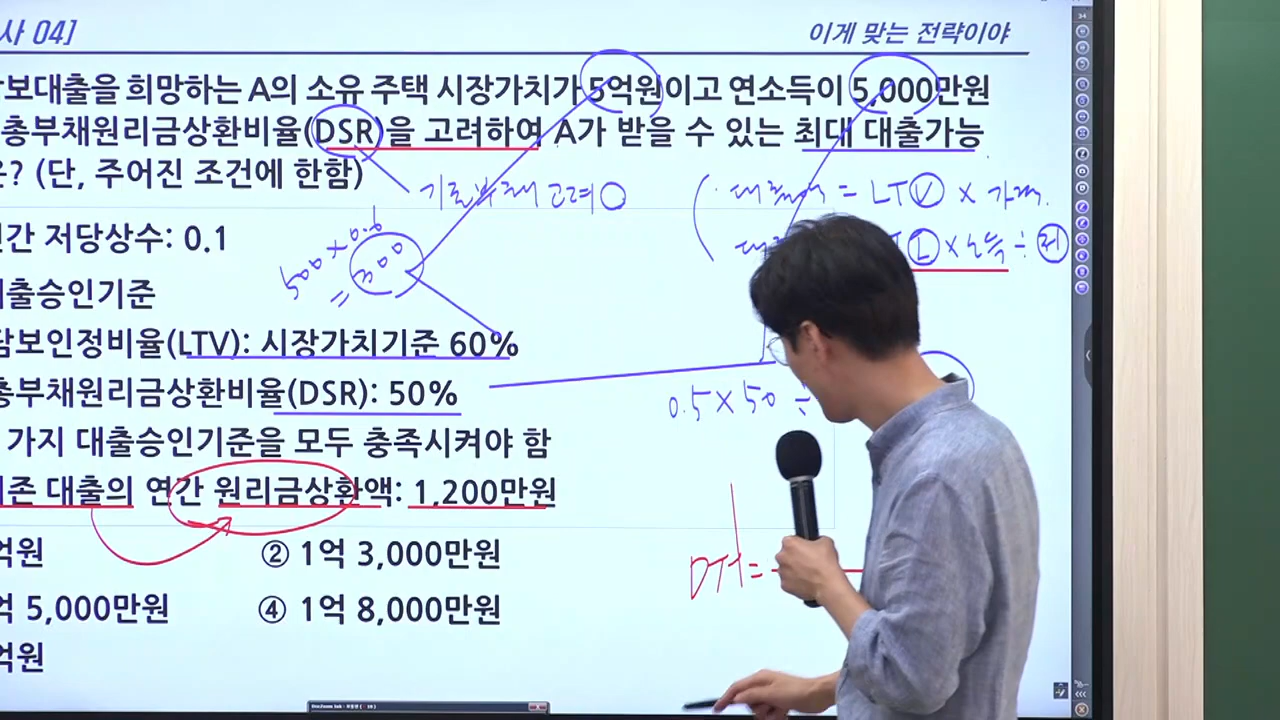 사 04]
이게 맞는 전략이야
보대출을 희망하는 A의 소유 주택 시장가치가 5억원이고 연소득이 5,000만원
총부채원리금상환비율(DSR)을 고려하여 A가 받을 수 있는 최대 대출가능
은? (단, 주어진 조건에 한함)
= LTV ×
간 저당상수: 0.1
500 × 0.6
= 300
L × 소득 ÷
출승인기준
담보인정비율(LTV): 시장가치기준 60%
총부채원리금상환비율(DSR): 50%
0.5 × 50 ÷
가지 대출승인기준을 모두 충족시켜야 함
존 대출의 연간 원리금상환액: 1,200만원
억원
② 1억 3,000만원
DTI =
억 5,000만원
④ 1억 8,000만원
억원